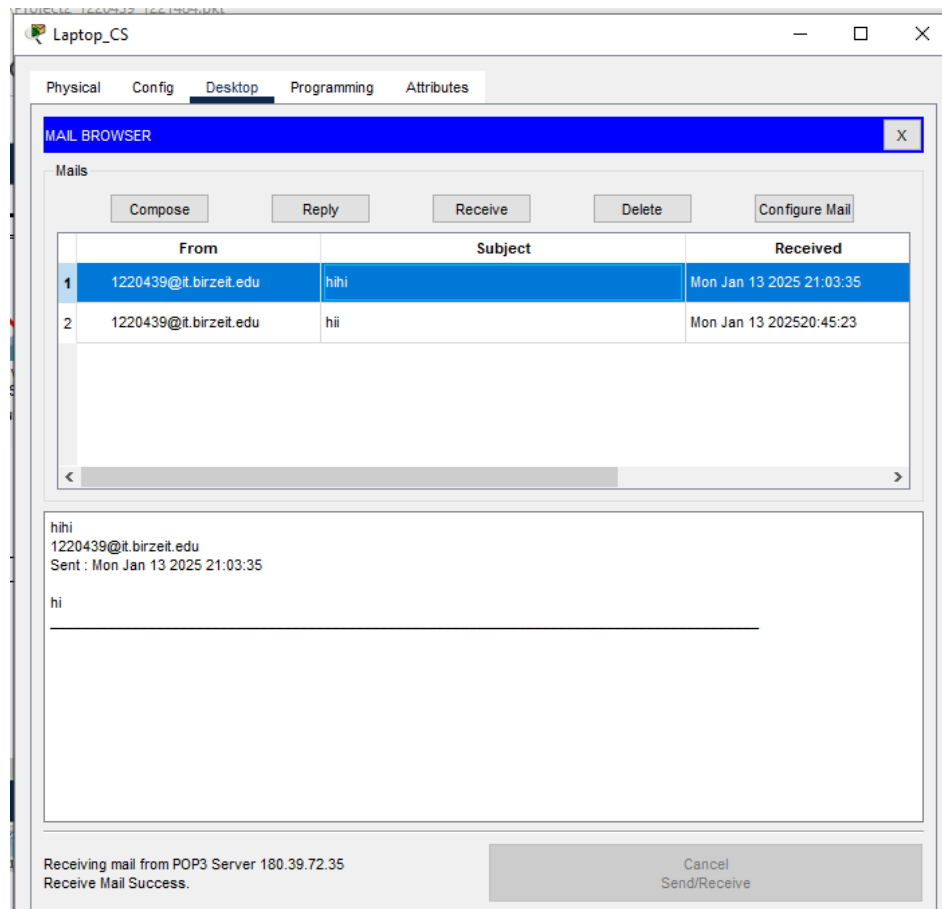 Project2_1220439_1221484.pkt
Laptop_CS
Physical Config Desktop Programming Attributes
MAIL BROWSER X
Mails
Compose Reply Receive Delete Configure Mail
From Subject Received
1 1220439@it.birzeit.edu hihi Mon Jan 13 2025 21:03:35
2 1220439@it.birzeit.edu hii Mon Jan 13 202520:45:23
hihi
1220439@it.birzeit.edu
Sent : Mon Jan 13 2025 21:03:35
hi
Receiving mail from POP3 Server 180.39.72.35
Receive Mail Success.
Cancel
Send/Receive